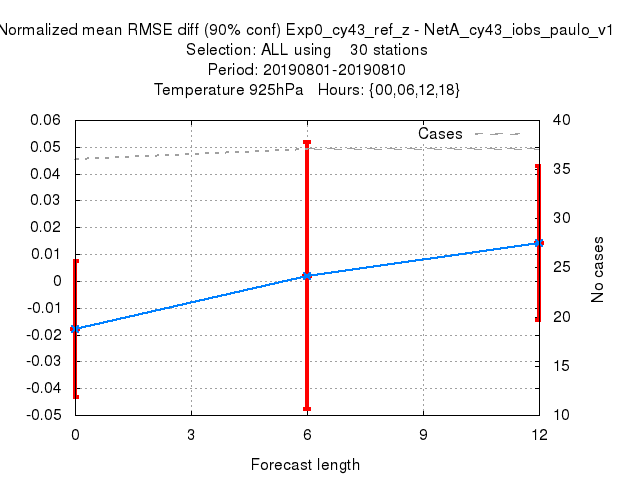 Normalized mean RMSE diff (90% conf) Exp0_cy43_ref_z - NetA_cy43_iobs_paulo_v1
Selection: ALL using 30 stations
Period: 20190801-20190810
Temperature 925hPa Hours: {00,06,12,18}
Cases
0.06
0.05
0.04
0.03
0.02
0.01
0
-0.01
-0.02
-0.03
-0.04
-0.05
40
35
30
25
20
15
10
No cases
0 3 6 9 12
Forecast length